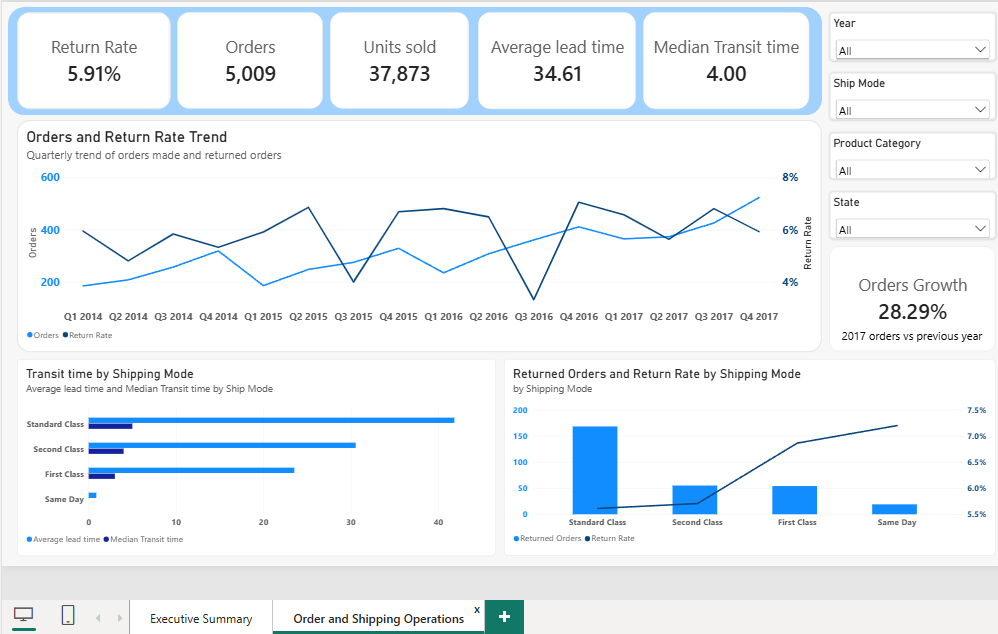 Return Rate
5.91%
Orders
5,009
Units sold
37,873
Average lead time
34.61
Median Transit time
4.00
Year
All
Ship Mode
All
Product Category
All
State
All
Orders Growth
28.29%
2017 orders vs previous year
Orders and Return Rate Trend
Quarterly trend of orders made and returned orders
600
400
200
Orders
8%
6%
4%
Return Rate
Q1 2014 Q2 2014 Q3 2014 Q4 2014 Q1 2015 Q2 2015 Q3 2015 Q4 2015 Q1 2016 Q2 2016 Q3 2016 Q4 2016 Q1 2017 Q2 2017 Q3 2017 Q4 2017
Orders Return Rate
Transit time by Shipping Mode
Average lead time and Median Transit time by Ship Mode
Standard Class
Second Class
First Class
Same Day
0 10 20 30 40
Average lead time Median Transit time
Returned Orders and Return Rate by Shipping Mode
by Shipping Mode
200
150
100
50
0
7.5%
7.0%
6.5%
6.0%
5.5%
Standard Class Second Class First Class Same Day
Returned Orders Return Rate
Executive Summary
Order and Shipping Operations
x
+